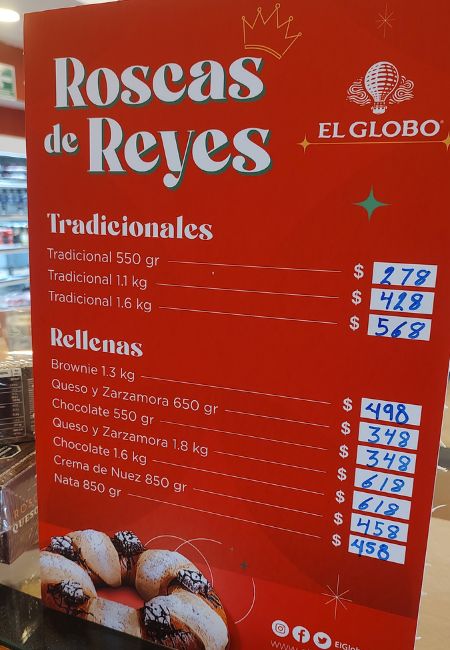 Roscas
de Reyes
EL GLOBO
Tradicionales
Tradicional 550 gr $ 278
Tradicional 1.1 kg $ 428
Tradicional 1.6 kg $ 568
Rellenas
Brownie 1.3 kg $ 498
Queso y Zarzamora 650 gr $ 348
Chocolate 550 gr $ 348
Queso y Zarzamora 1.8 kg $ 618
Chocolate 1.6 kg $ 618
Crema de Nuez 850 gr $ 458
Nata 850 gr $ 458
QUESO
ElGlob